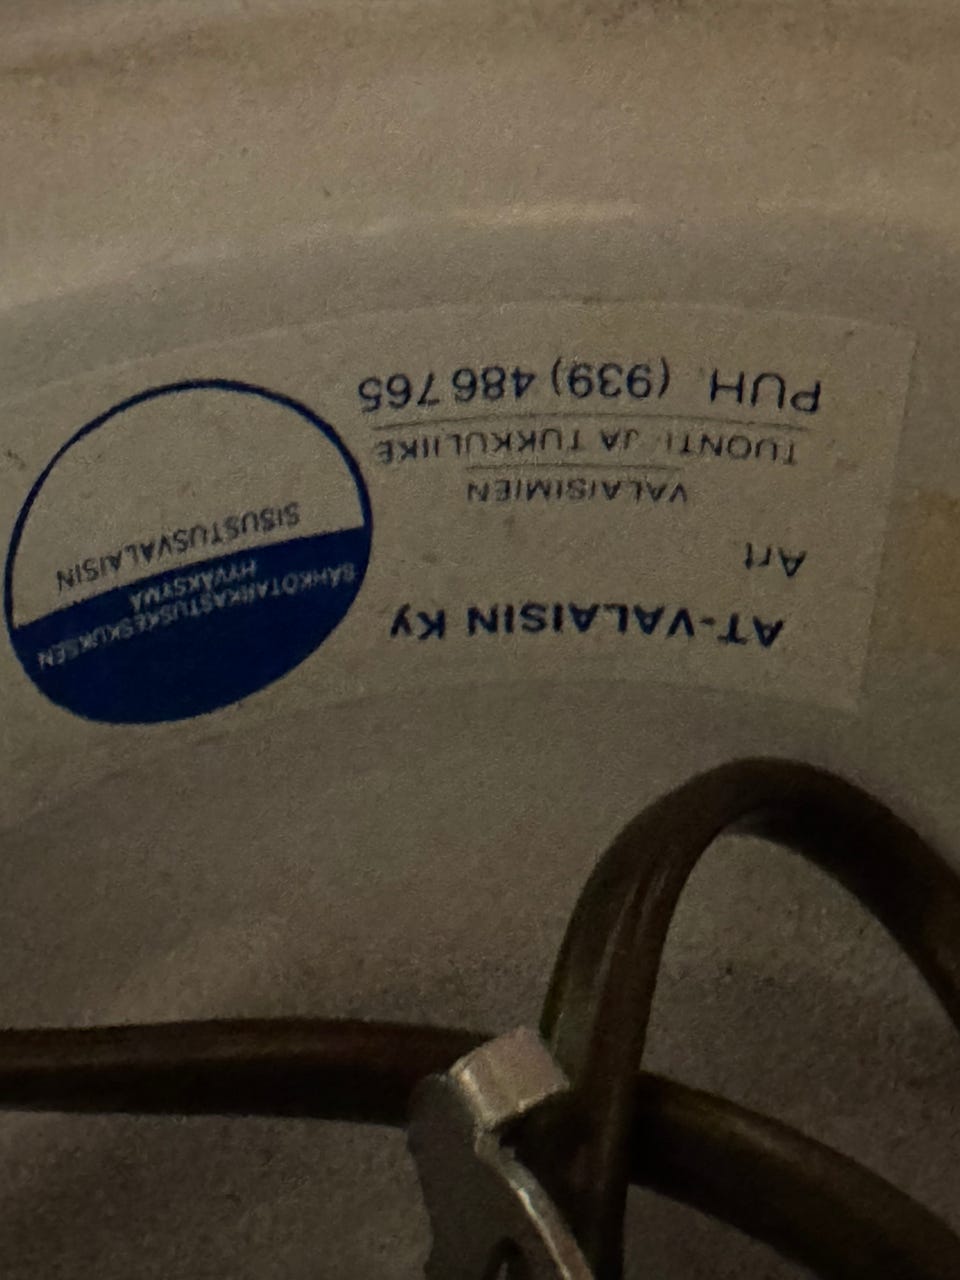 AT-VALAISIN Ky
Art
VALAISIMIEN
TUONTI JA TUKKULIIKE
PUH. (939) 486 765
SÄHKÖTARKASTUSKESKUKSEN
HYVÄKSYMÄ
SISUSTUSVALAISIN